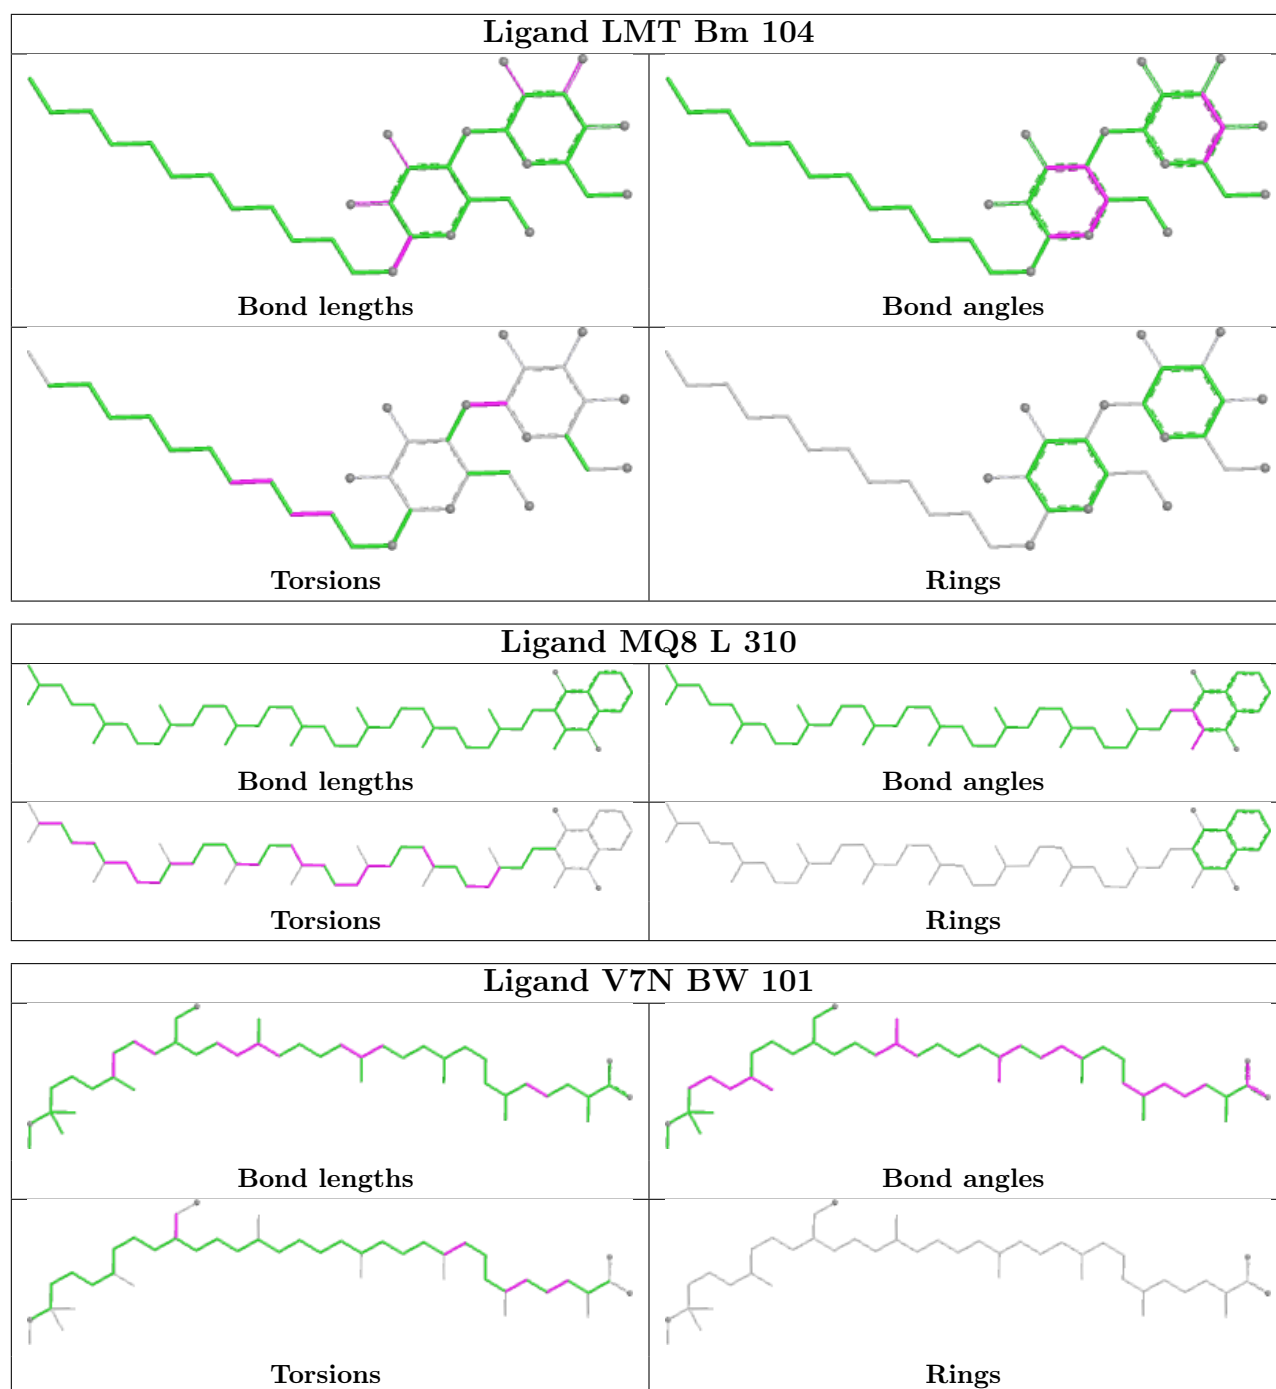 Ligand LMT Bm 104
Bond lengths
Bond angles
Torsions
Rings
Ligand MQ8 L 310
Bond lengths
Bond angles
Torsions
Rings
Ligand V7N BW 101
Bond lengths
Bond angles
Torsions
Rings